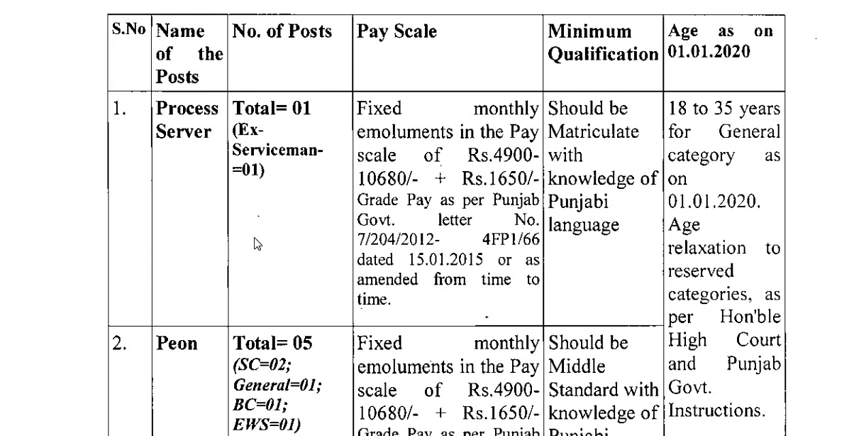 S.No
Name
of the
Posts
No. of Posts
Pay Scale
Minimum
Qualification
Age as on
01.01.2020
1.
Process
Server
Total= 01
(Ex-
Serviceman-
=01)
Fixed monthly
emoluments in the Pay
scale of Rs.4900-
10680/- + Rs.1650/-
Grade Pay as per Punjab
Govt. letter No.
7/204/2012- 4FP1/66
dated 15.01.2015 or as
amended from time to
time.
Should be
Matriculate
with
knowledge of
Punjabi
language
18 to 35 years
for General
category as
on
01.01.2020.
Age
relaxation to
reserved
categories, as
per Hon'ble
High Court
and Punjab
Govt.
Instructions.
2.
Peon
Total= 05
(SC=02;
General=01;
BC=01;
EWS=01)
Fixed monthly
emoluments in the Pay
scale of Rs.4900-
10680/- + Rs.1650/-
Grade Pay as per Punjab
Should be
Middle
Standard with
knowledge of
Punjabi